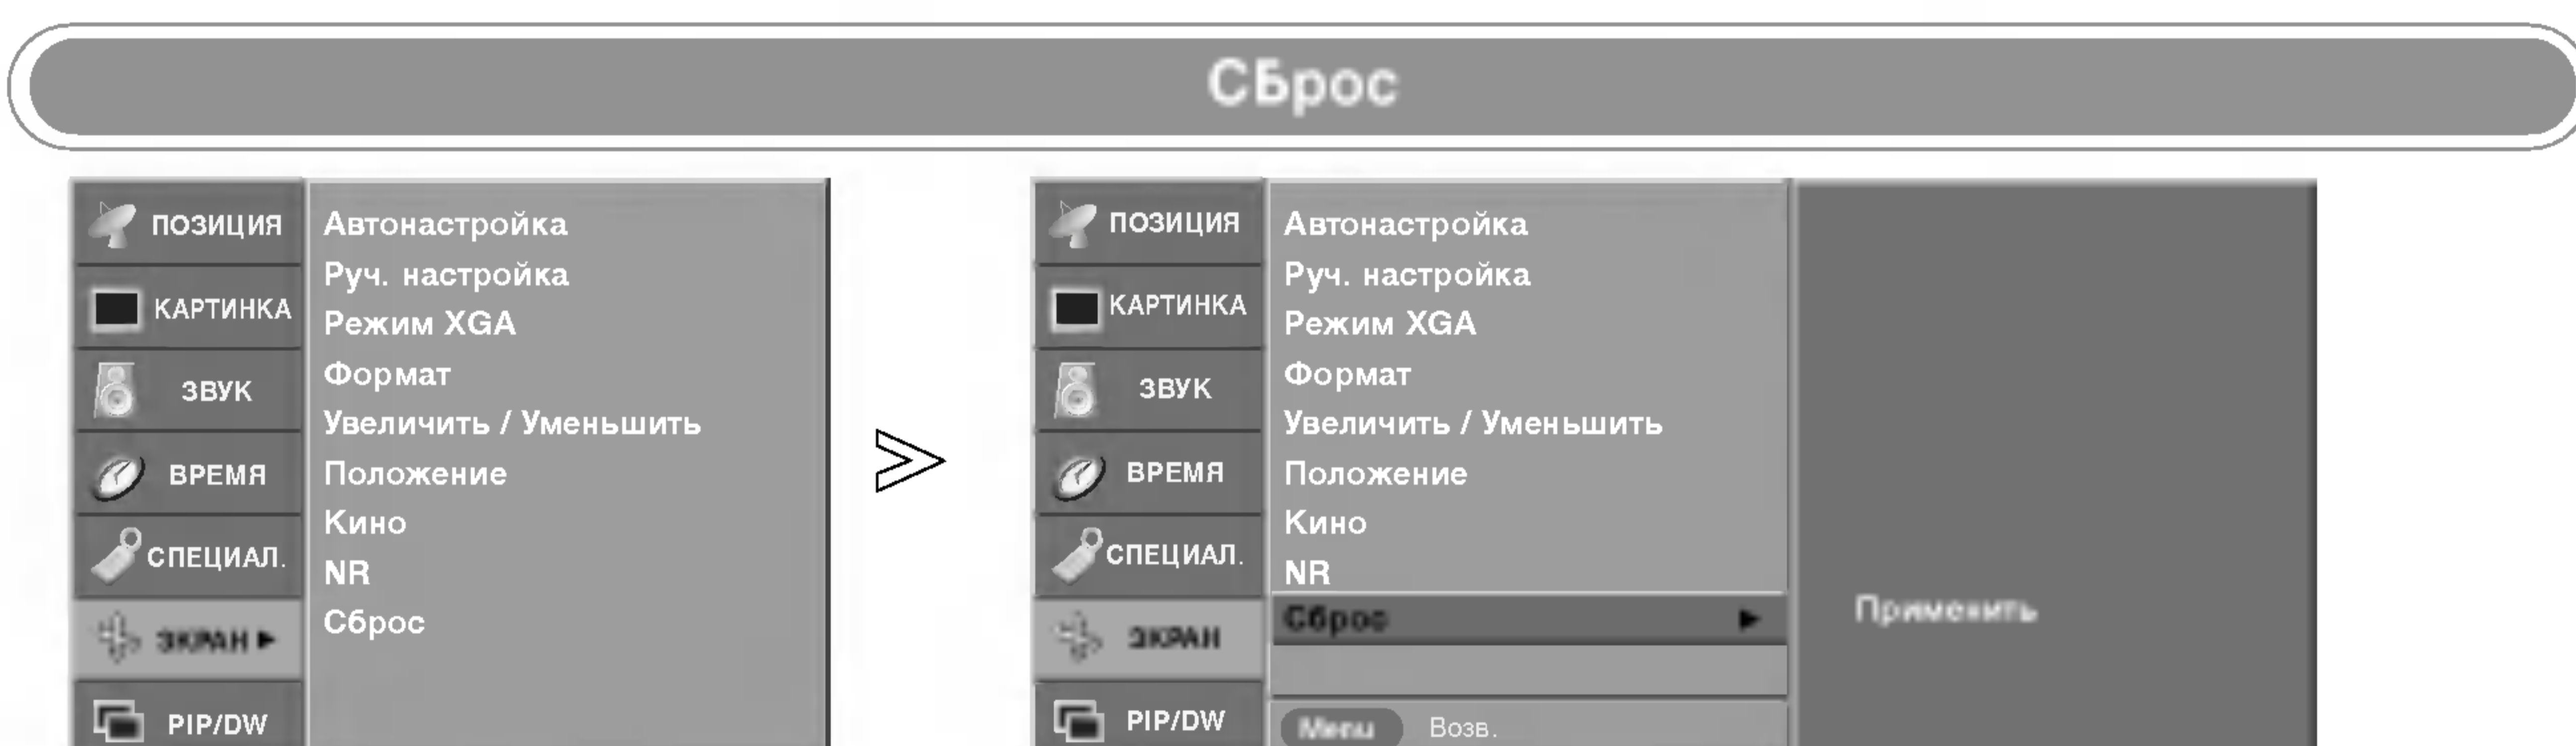 СБрос
ПОЗИЦИЯ
КАРТИНКА
ЗВУК
ВРЕМЯ
СПЕЦИАЛ.
ЗКРАН ►
PIP/DW
Автонастройка
Руч. настройка
Режим XGA
Формат
Увеличить / Уменьшить
Положение
Кино
NR
Сброс
ПОЗИЦИЯ
КАРТИНКА
ЗВУК
ВРЕМЯ
СПЕЦИАЛ.
ЗКРАН
PIP/DW
Автонастройка
Руч. настройка
Режим XGA
Формат
Увеличить / Уменьшить
Положение
Кино
NR
Сброс ►
Menu Возв.
Применить